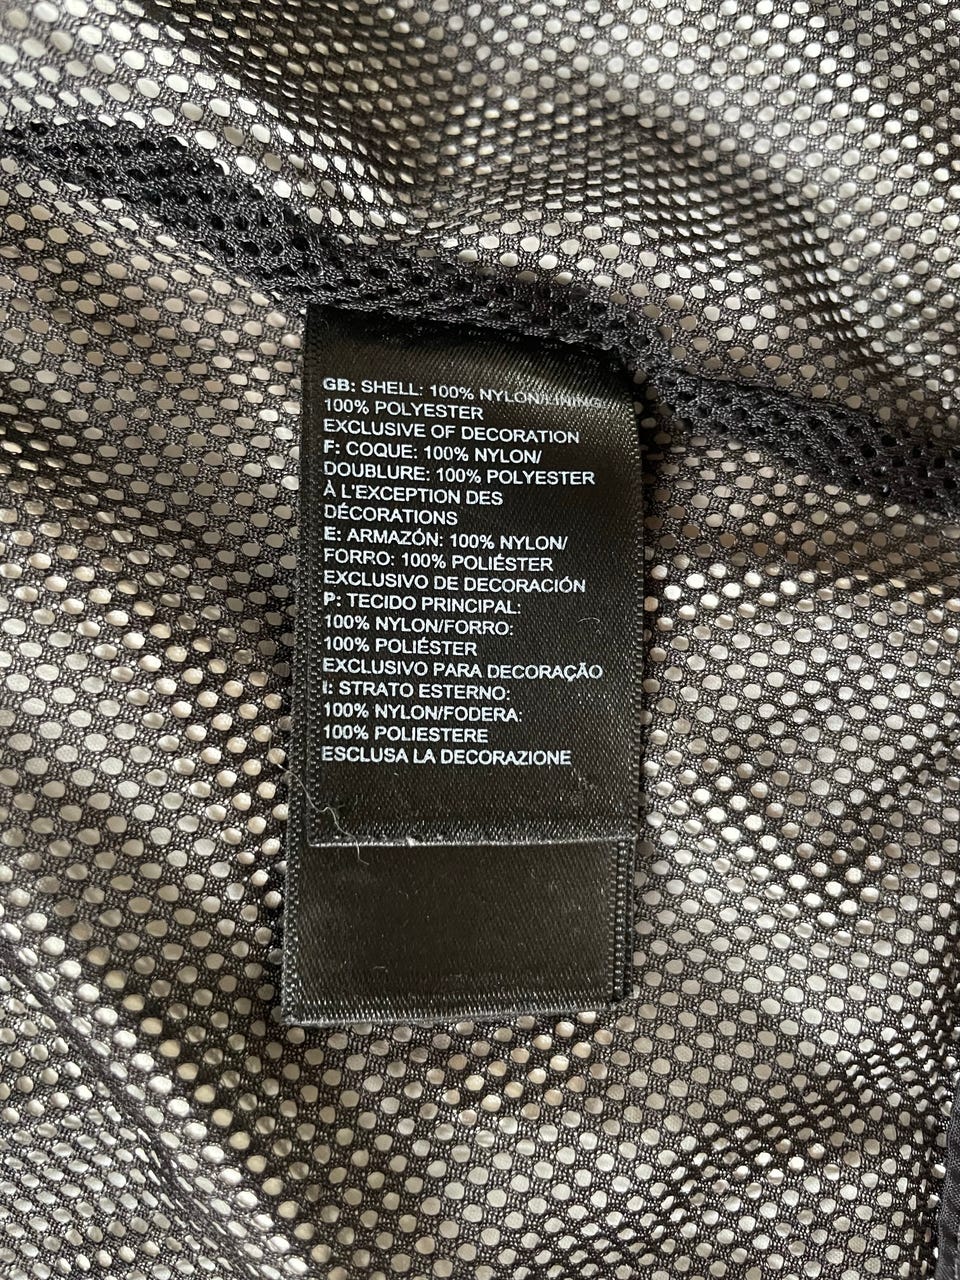 GB: SHELL: 100% NYLON/LINING:
100% POLYESTER
EXCLUSIVE OF DECORATION
F: COQUE: 100% NYLON/
DOUBLURE: 100% POLYESTER
À L'EXCEPTION DES
DÉCORATIONS
E: ARMAZÓN: 100% NYLON/
FORRO: 100% POLIÉSTER
EXCLUSIVO DE DECORACIÓN
P: TECIDO PRINCIPAL:
100% NYLON/FORRO:
100% POLIÉSTER
EXCLUSIVO PARA DECORAÇÃO
I: STRATO ESTERNO:
100% NYLON/FODERA:
100% POLIESTERE
ESCLUSA LA DECORAZIONE